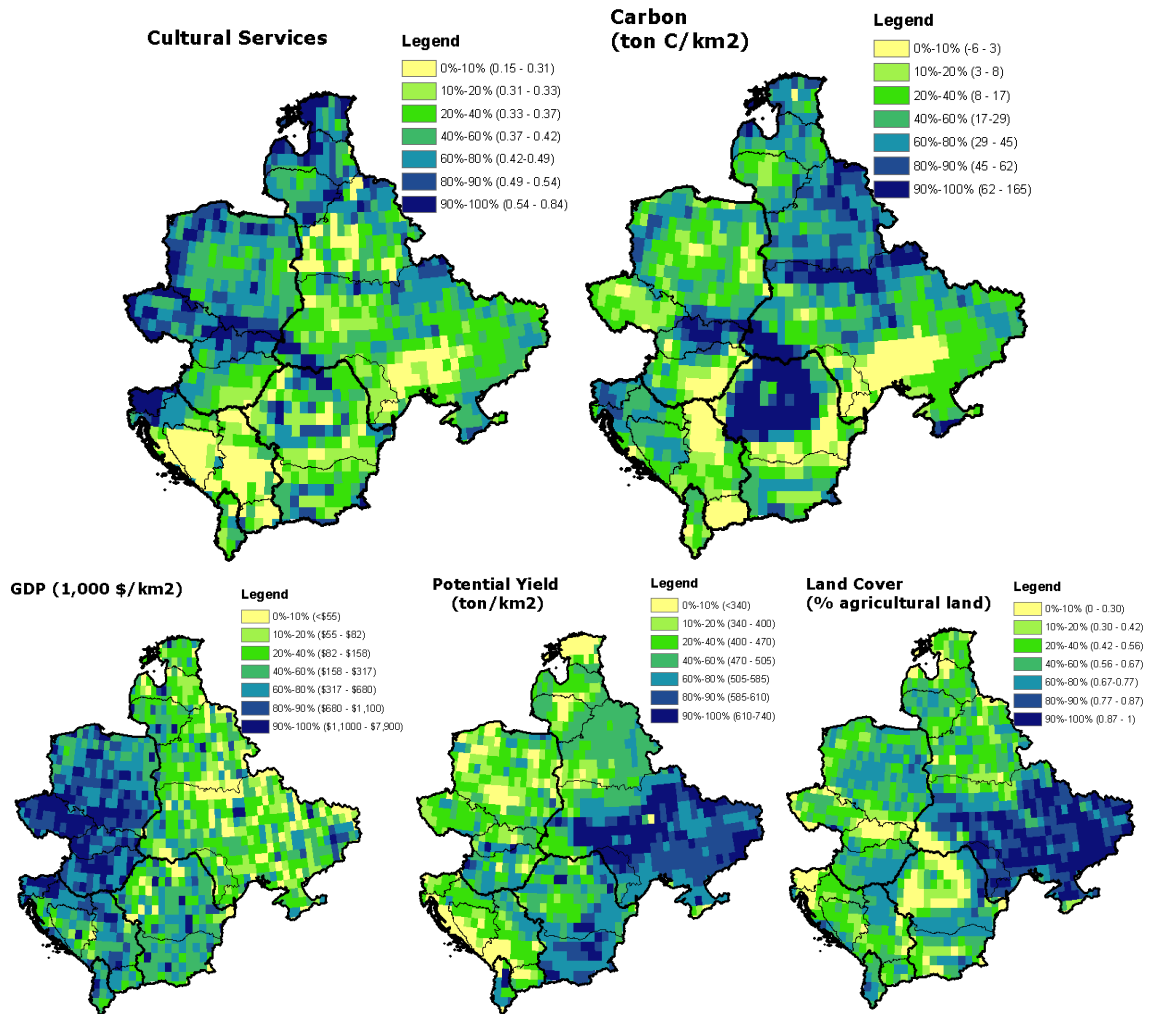 Cultural Services
Legend
0%-10% (0.15 - 0.31)
10%-20% (0.31 - 0.33)
20%-40% (0.33 - 0.37)
40%-60% (0.37 - 0.42)
60%-80% (0.42-0.49)
80%-90% (0.49 - 0.54)
90%-100% (0.54 - 0.84)
Carbon
(ton C/km2)
Legend
0%-10% (-6 - 3)
10%-20% (3 - 8)
20%-40% (8 - 17)
40%-60% (17-29)
60%-80% (29 - 45)
80%-90% (45 - 62)
90%-100% (62 - 165)
GDP (1,000 $/km2)
Legend
0%-10% (<$55)
10%-20% ($55 - $82)
20%-40% ($82 - $158)
40%-60% ($158 - $317)
60%-80% ($317 - $680)
80%-90% ($680 - $1,100)
90%-100% ($1,1000 - $7,900)
Potential Yield
(ton/km2)
Legend
0%-10% (<340)
10%-20% (340 - 400)
20%-40% (400 - 470)
40%-60% (470 - 505)
60%-80% (505-585)
80%-90% (585-610)
90%-100% (610-740)
Land Cover
(% agricultural land)
Legend
0%-10% (0 - 0.30)
10%-20% (0.30 - 0.42)
20%-40% (0.42 - 0.56)
40%-60% (0.56 - 0.67)
60%-80% (0.67-0.77)
80%-90% (0.77 - 0.87)
90%-100% (0.87 - 1)